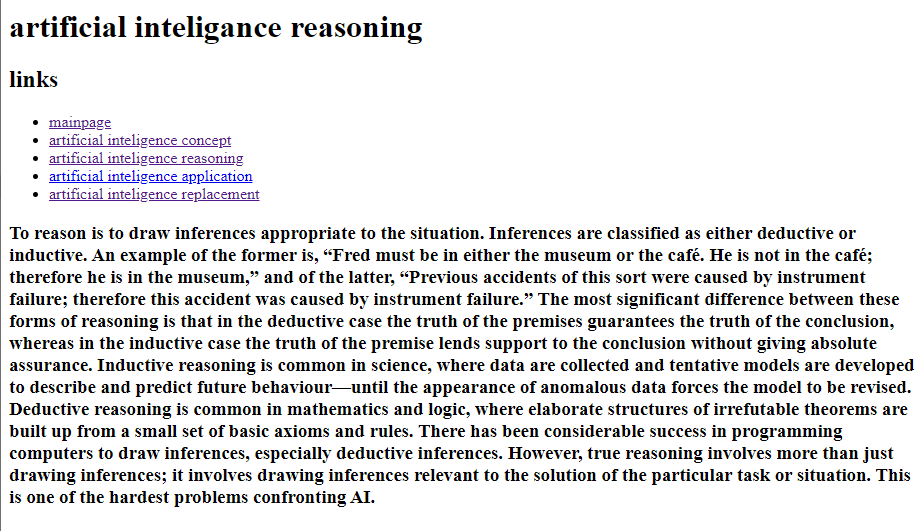 artificial inteligance reasoning
links
mainpage
artificial inteligence concept
artificial inteligence reasoning
artificial inteligence application
artificial inteligence replacement
To reason is to draw inferences appropriate to the situation. Inferences are classified as either deductive or
inductive. An example of the former is, “Fred must be in either the museum or the café. He is not in the café;
therefore he is in the museum,” and of the latter, “Previous accidents of this sort were caused by instrument
failure; therefore this accident was caused by instrument failure.” The most significant difference between these
forms of reasoning is that in the deductive case the truth of the premises guarantees the truth of the conclusion,
whereas in the inductive case the truth of the premise lends support to the conclusion without giving absolute
assurance. Inductive reasoning is common in science, where data are collected and tentative models are developed
to describe and predict future behaviour—until the appearance of anomalous data forces the model to be revised.
Deductive reasoning is common in mathematics and logic, where elaborate structures of irrefutable theorems are
built up from a small set of basic axioms and rules. There has been considerable success in programming
computers to draw inferences, especially deductive inferences. However, true reasoning involves more than just
drawing inferences; it involves drawing inferences relevant to the solution of the particular task or situation. This
is one of the hardest problems confronting AI.